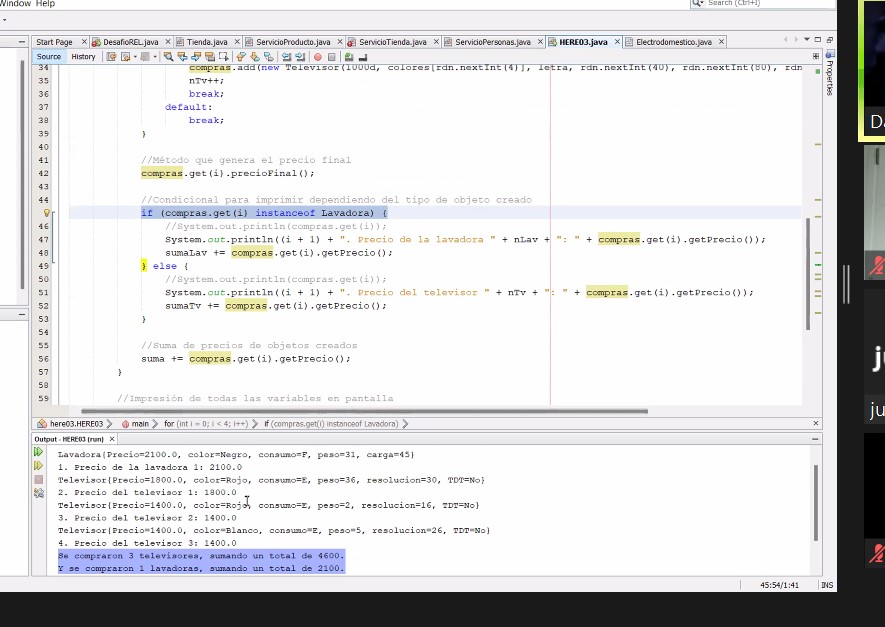 Window Help
Search (Ctrl+I)
Start Page DesafioREL.java Tienda.java ServicioProducto.java ServicioTienda.java ServicioPersonas.java HERE03.java Electrodomestico.java
Source History
Properties
34 compras.add(new Televisor(1000d, colores[rdn.nextInt(4)], letra, rdn.nextInt(40), rdn.nextInt(80), rdn
nTv++;
36 break;
37 default:
38 break;
39 }
40
41 //Método que genera el precio final
42 compras.get(i).precioFinal();
43
44 //Condicional para imprimir dependiendo del tipo de objeto creado
if (compras.get(i) instanceof Lavadora) {
46 //System.out.println(compras.get(i));
47 System.out.println((i + 1) + ". Precio de la lavadora " + nLav + ": " + compras.get(i).getPrecio());
48 sumaLav += compras.get(i).getPrecio();
49 } else {
50 //System.out.println(compras.get(i));
51 System.out.println((i + 1) + ". Precio del televisor " + nTv + ": " + compras.get(i).getPrecio());
52 sumaTv += compras.get(i).getPrecio();
53 }
54
55 //Suma de precios de objetos creados
56 suma += compras.get(i).getPrecio();
57 }
58
59 //Impresión de todas las variables en pantalla
here03.HERE03 main for (int i = 0; i < 4; i++) if (compras.get(i) instanceof Lavadora)
Output - HERE03 (run)
Lavadora{Precio=2100.0, color=Negro, consumo=F, peso=31, carga=45}
1. Precio de la lavadora 1: 2100.0
Televisor{Precio=1800.0, color=Rojo, consumo=E, peso=36, resolucion=30, TDT=No}
2. Precio del televisor 1: 1800.0
Televisor{Precio=1400.0, color=Rojo, consumo=E, peso=2, resolucion=16, TDT=No}
3. Precio del televisor 2: 1400.0
Televisor{Precio=1400.0, color=Blanco, consumo=E, peso=5, resolucion=26, TDT=No}
4. Precio del televisor 3: 1400.0
Se compraron 3 televisores, sumando un total de 4600.
Y se compraron 1 lavadoras, sumando un total de 2100.
45:54/1:41 INS
ju